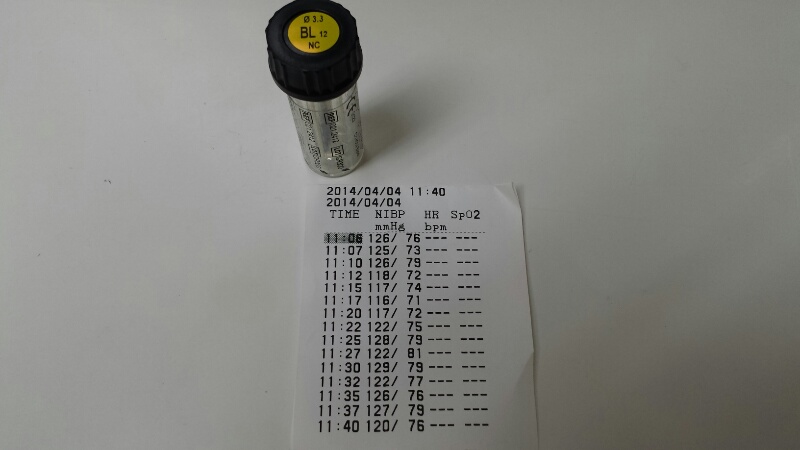 Ø 3.3
BL 12
NC
2014/04/04 11:40
2014/04/04
TIME NIBP HR SpO2
mmHg bpm
11:06 126/ 76 --- ---
11:07 125/ 73 --- ---
11:10 126/ 79 --- ---
11:12 118/ 72 --- ---
11:15 117/ 74 --- ---
11:17 116/ 71 --- ---
11:20 117/ 72 --- ---
11:22 122/ 75 --- ---
11:25 128/ 79 --- ---
11:27 122/ 81 --- ---
11:30 129/ 79 --- ---
11:32 122/ 77 --- ---
11:35 126/ 76 --- ---
11:37 127/ 79 --- ---
11:40 120/ 76 --- ---